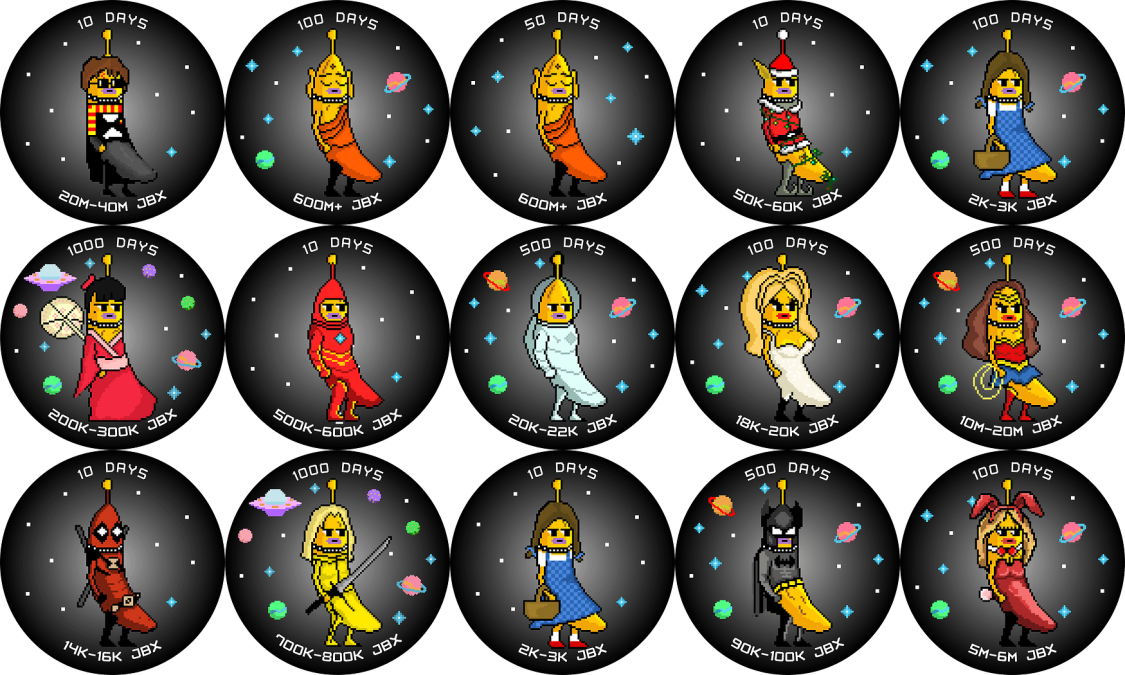 10 DAYS
20M-40M JBX
100 DAYS
600M+ JBX
50 DAYS
600M+ JBX
10 DAYS
50K-60K JBX
100 DAYS
2K-3K JBX
1000 DAYS
200K-300K JBX
10 DAYS
500K-600K JBX
500 DAYS
20K-22K JBX
100 DAYS
18K-20K JBX
500 DAYS
10M-20M JBX
10 DAYS
14K-16K JBX
1000 DAYS
700K-800K JBX
10 DAYS
2K-3K JBX
500 DAYS
90K-100K JBX
100 DAYS
5M-6M JBX